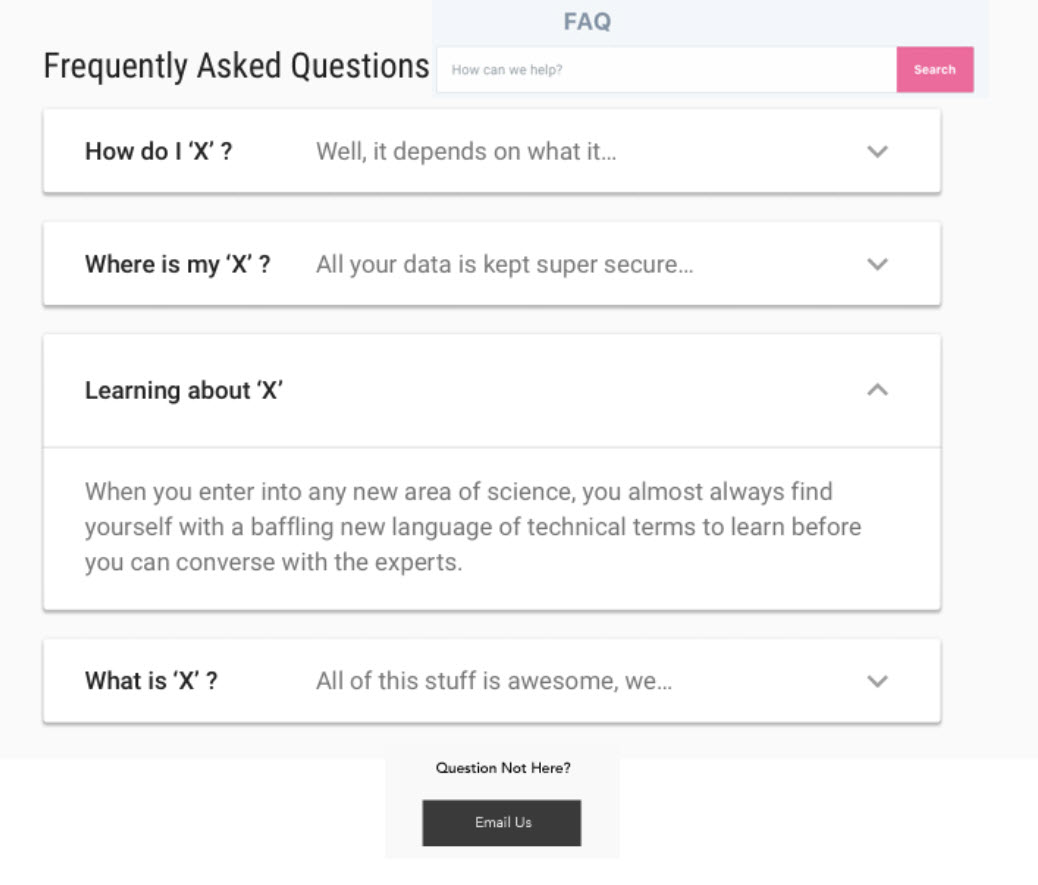 FAQ
Frequently Asked Questions
How can we help?
Search
How do I ‘X’ ? Well, it depends on what it...
Where is my ‘X’ ? All your data is kept super secure...
Learning about ‘X’
When you enter into any new area of science, you almost always find
yourself with a baffling new language of technical terms to learn before
you can converse with the experts.
What is ‘X’ ? All of this stuff is awesome, we...
Question Not Here?
Email Us